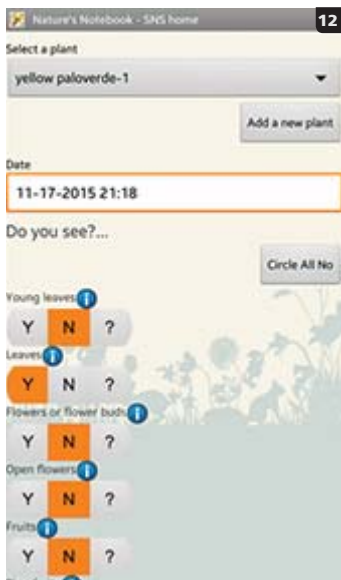 Nature's Notebook - SNS home
12
Select a plant
yellow paloverde-1
Add a new plant
Date
11-17-2015 21:18
Do you see?...
Circle All No
Young leaves
Y N ?
Leaves
Y N ?
Flowers or flower buds
Y N ?
Open flowers
Y N ?
Fruits
Y N ?